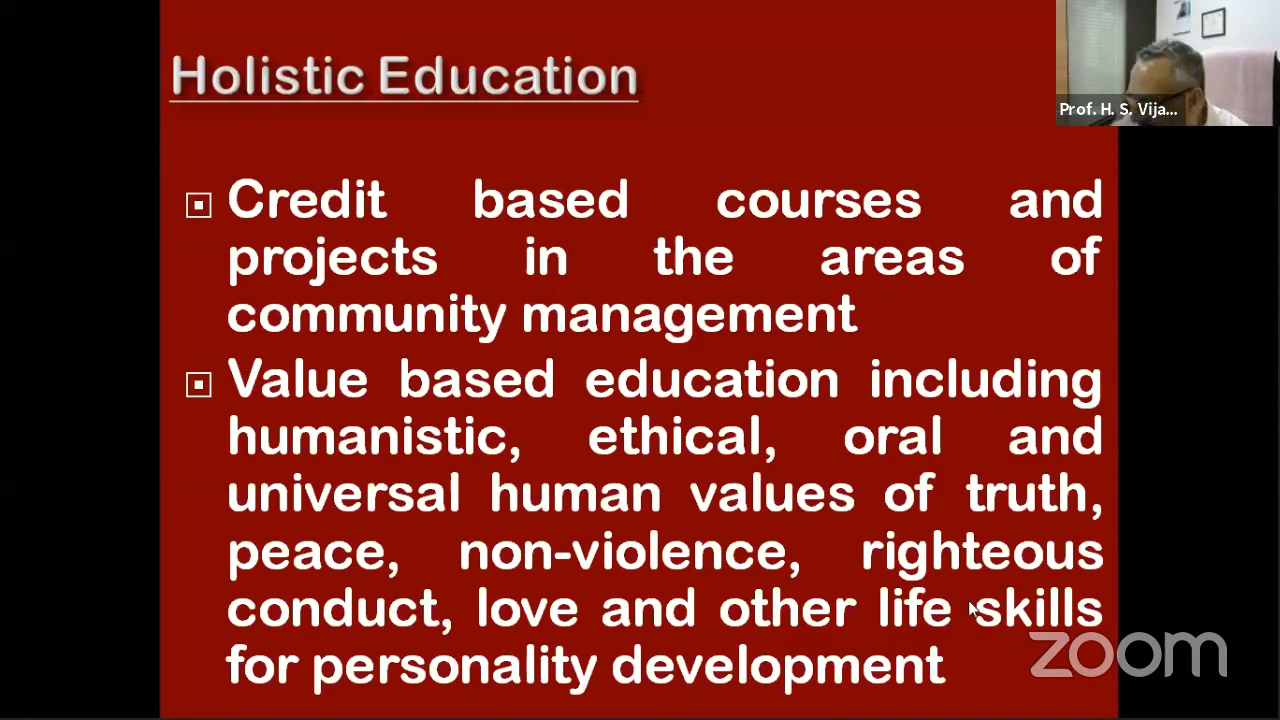 Holistic Education
Prof. H. S. Vija...
Credit based courses and
projects in the areas of
community management
Value based education including
humanistic, ethical, oral and
universal human values of truth,
peace, non-violence, righteous
conduct, love and other life skills
for personality development
zoom